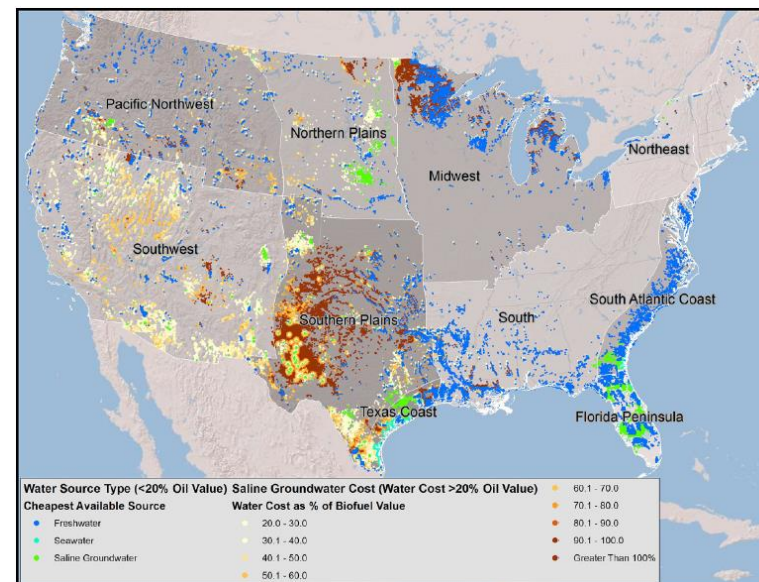 Pacific Northwest
Northern Plains
Midwest
Northeast
Southwest
Southern Plains
South
South Atlantic Coast
Texas Coast
Florida Peninsula
Water Source Type (<20% Oil Value)
Cheapest Available Source
Freshwater
Seawater
Saline Groundwater
Saline Groundwater Cost (Water Cost >20% Oil Value)
Water Cost as % of Biofuel Value
20.0 - 30.0
30.1 - 40.0
40.1 - 50.0
50.1 - 60.0
60.1 - 70.0
70.1 - 80.0
80.1 - 90.0
90.1 - 100.0
Greater Than 100%